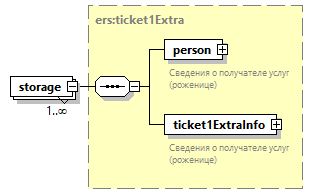 ers:ticket1Extra
person
Сведения о получателе услуг
(роженице)
storage
1..∞
ticket1ExtraInfo
Сведения о получателе услуг
(роженице)